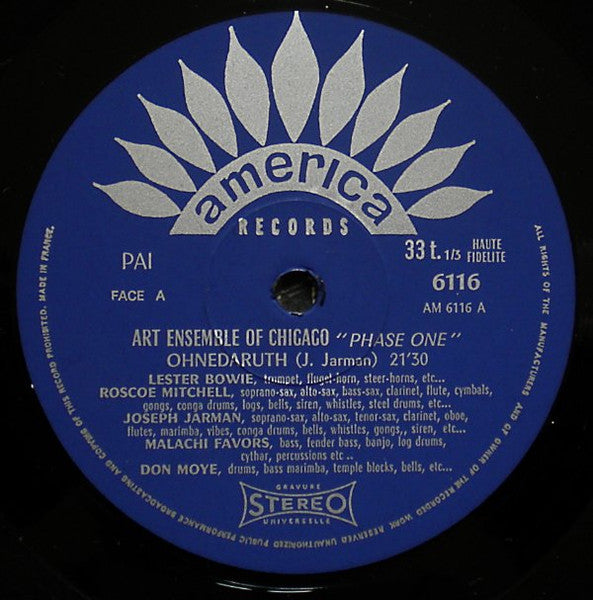 america
RECORDS
PAI
33 t. 1/3 HAUTE FIDELITE
FACE A
6116
AM 6116 A
ART ENSEMBLE OF CHICAGO "PHASE ONE"
OHNEDARUTH (J. Jarman) 21'30
LESTER BOWIE, trumpet, flugel-horn, steer-horns, etc...
ROSCOE MITCHELL, soprano-sax, alto-sax, bass-sax, clarinet, flute, cymbals,
gongs, conga drums, logs, bells, siren, whistles, steel drums, etc...
JOSEPH JARMAN, soprano-sax, alto-sax, tenor-sax, clarinet, oboe,
flutes, marimba, vibes, conga drums, bells, whistles, gongs,, siren, etc...
MALACHI FAVORS, bass, fender bass, banjo, log drums,
cythar, percussions etc ..
DON MOYE, drums, bass marimba, temple blocks, bells, etc...
GRAVURE
STEREO
UNIVERSELLE
ALL RIGHTS OF THE MANUFACTURERS AND OF OWNER OF THE RECORDED WORK RESERVED UNAUTHORIZED PUBLIC PERFORMANCE BROADCASTING AND COPYING OF THIS RECORD PROHIBITED. MADE IN FRANCE.